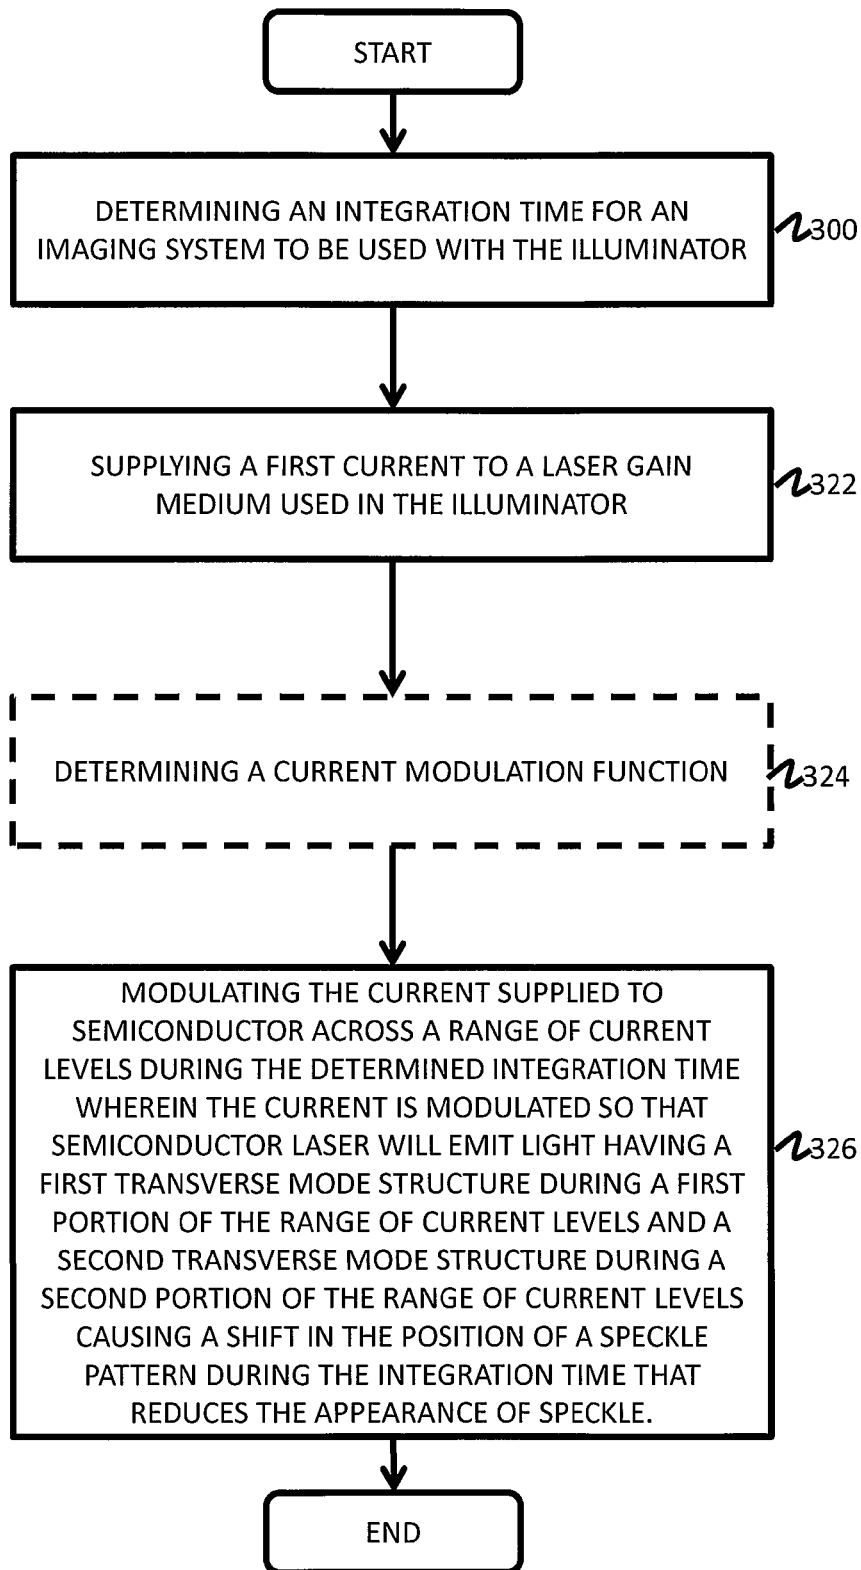 START
DETERMINING AN INTEGRATION TIME FOR AN
IMAGING SYSTEM TO BE USED WITH THE ILLUMINATOR
300
SUPPLYING A FIRST CURRENT TO A LASER GAIN
MEDIUM USED IN THE ILLUMINATOR
322
DETERMINING A CURRENT MODULATION FUNCTION
324
MODULATING THE CURRENT SUPPLIED TO
SEMICONDUCTOR ACROSS A RANGE OF CURRENT
LEVELS DURING THE DETERMINED INTEGRATION TIME
WHEREIN THE CURRENT IS MODULATED SO THAT
SEMICONDUCTOR LASER WILL EMIT LIGHT HAVING A
FIRST TRANSVERSE MODE STRUCTURE DURING A FIRST
PORTION OF THE RANGE OF CURRENT LEVELS AND A
SECOND TRANSVERSE MODE STRUCTURE DURING A
SECOND PORTION OF THE RANGE OF CURRENT LEVELS
CAUSING A SHIFT IN THE POSITION OF A SPECKLE
PATTERN DURING THE INTEGRATION TIME THAT
REDUCES THE APPEARANCE OF SPECKLE.
326
END